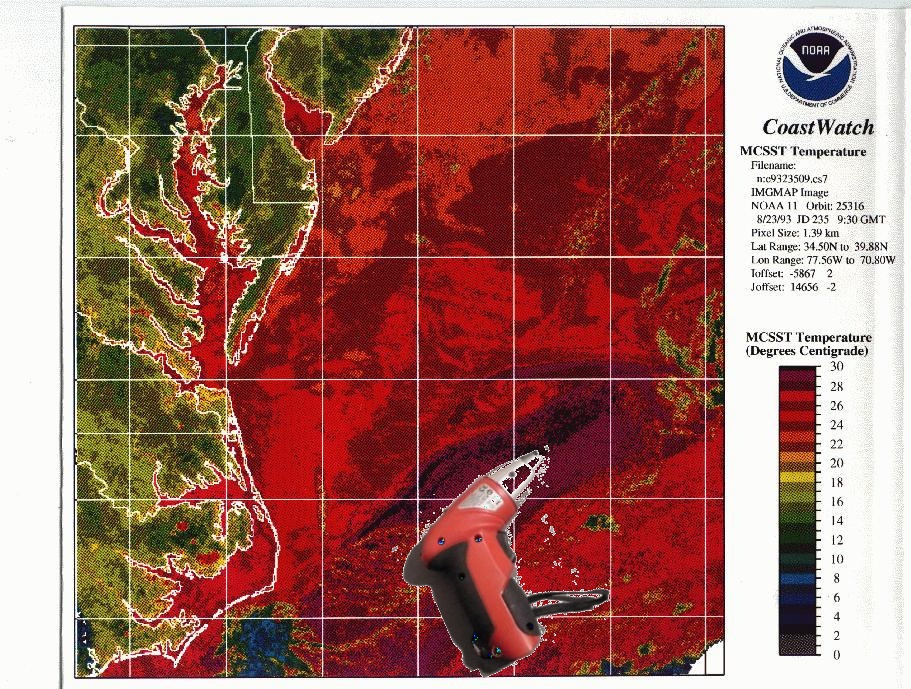 NATIONAL OCEANIC AND ATMOSPHERIC ADMINISTRATION
NOAA
U.S. DEPARTMENT OF COMMERCE
CoastWatch
MCSST Temperature
Filename:
n:c9323509.cs7
IMGMAP Image
NOAA 11 Orbit: 25316
8/23/93 JD 235 9:30 GMT
Pixel Size: 1.39 km
Lat Range: 34.50N to 39.88N
Lon Range: 77.56W to 70.80W
Ioffset: -5867 2
Joffset: 14656 -2
MCSST Temperature
(Degrees Centigrade)
30
28
26
24
22
20
18
16
14
12
10
8
6
4
2
0